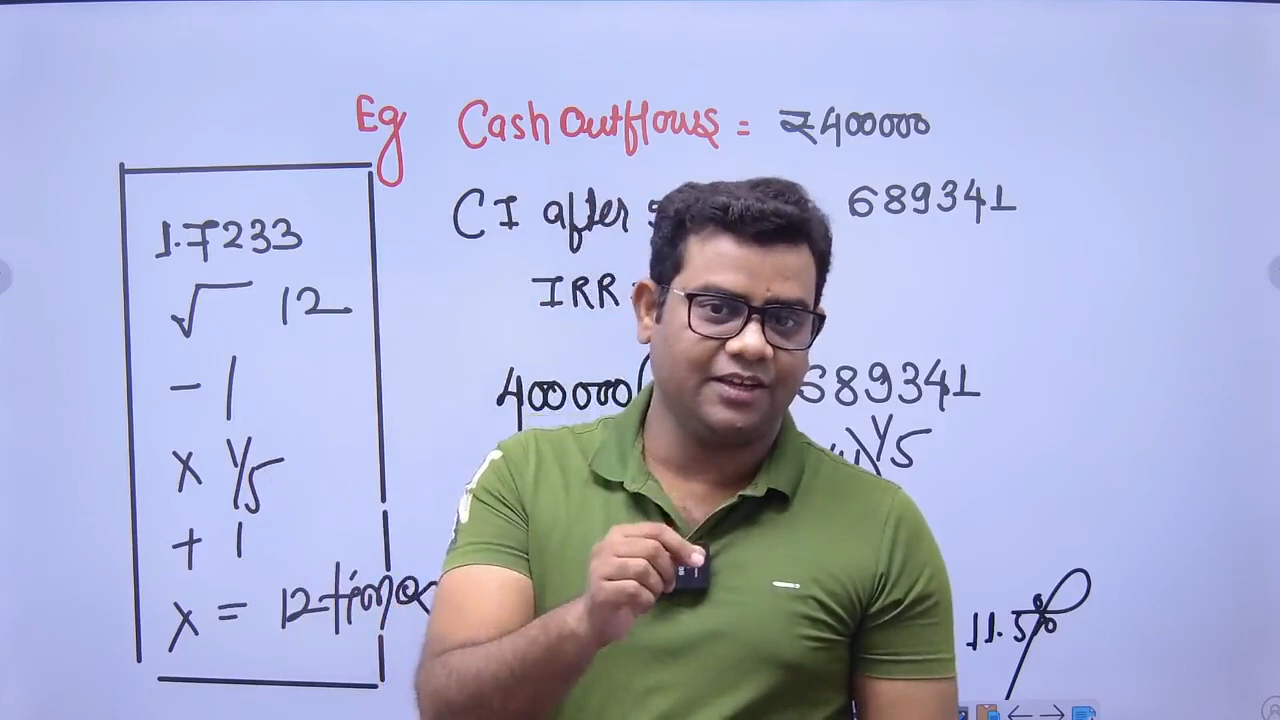 Eg Cash Outflows = ₹400000
CI after 689341
IRR
400000( 689341
1/5
11.5%
1.7233
√ 12
- 1
x 1/5
+ 1
x = 12 times